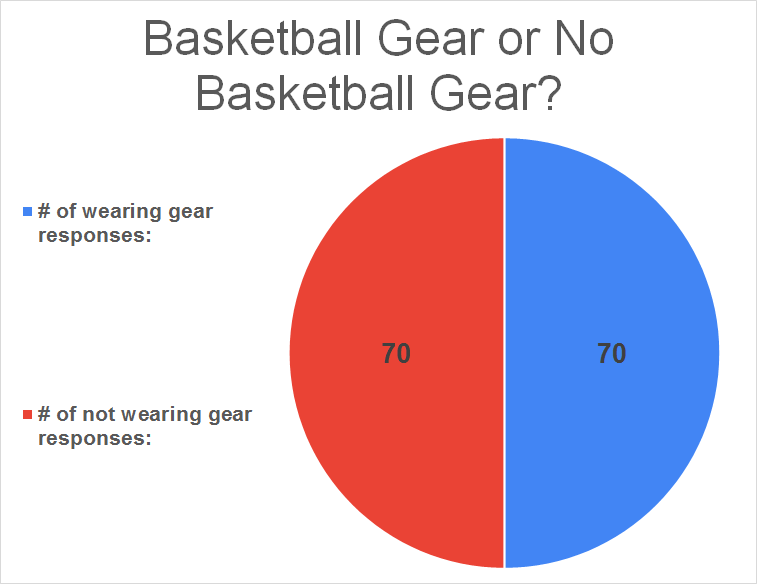 Basketball Gear or No
Basketball Gear?
# of wearing gear
responses:
# of not wearing gear
responses:
70
70